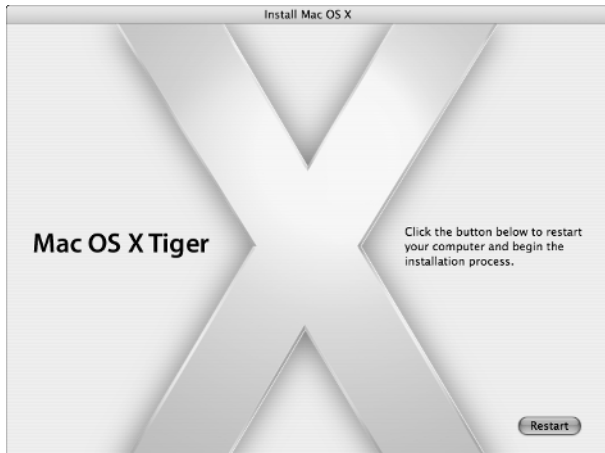 Install Mac OS X
Mac OS X Tiger
Click the button below to restart
your computer and begin the
installation process.
Restart